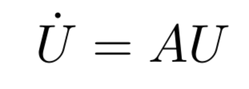 U̇ = AU